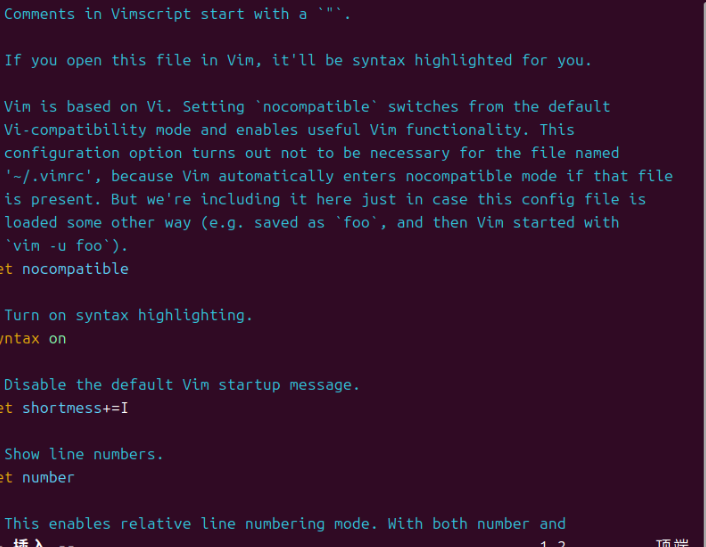 Comments in Vimscript start with a `"`.
If you open this file in Vim, it'll be syntax highlighted for you.
Vim is based on Vi. Setting `nocompatible` switches from the default
Vi-compatibility mode and enables useful Vim functionality. This
configuration option turns out not to be necessary for the file named
'~/.vimrc', because Vim automatically enters nocompatible mode if that file
is present. But we're including it here just in case this config file is
loaded some other way (e.g. saved as `foo`, and then Vim started with
`vim -u foo`).
et nocompatible
Turn on syntax highlighting.
yntax on
Disable the default Vim startup message.
et shortmess+=I
Show line numbers.
et number
This enables relative line numbering mode. With both number and
- 插入 -- 1,2 顶端